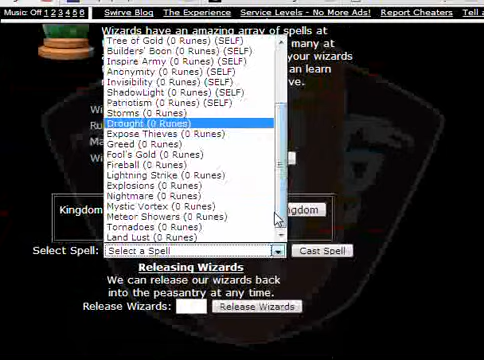 Music: Off 1 2 3 4 5 6 Swirve Blog The Experience Service Levels - No More Ads! Report Cheaters Tell
Wizards have an amazing array of spells at
Tree of Gold (0 Runes) (SELF)
Builders' Boon (0 Runes) (SELF) many at
Inspire Army (0 Runes) (SELF) your wizards
Anonymity (0 Runes) (SELF) an learn
Invisibility (0 Runes) (SELF) ve.
ShadowLight (0 Runes) (SELF)
Patriotism (0 Runes) (SELF)
Storms (0 Runes)
Drought (0 Runes)
Expose Thieves (0 Runes)
Greed (0 Runes)
Fool's Gold (0 Runes)
Fireball (0 Runes)
Lightning Strike (0 Runes)
Explosions (0 Runes)
Nightmare (0 Runes)
Mystic Vortex (0 Runes)
Kingdom Meteor Showers (0 Runes) ngdom
Tornadoes (0 Runes)
Land Lust (0 Runes)
Select Spell: Select a Spell Cast Spell
Releasing Wizards
We can release our wizards back
into the peasantry at any time.
Release Wizards: Release Wizards